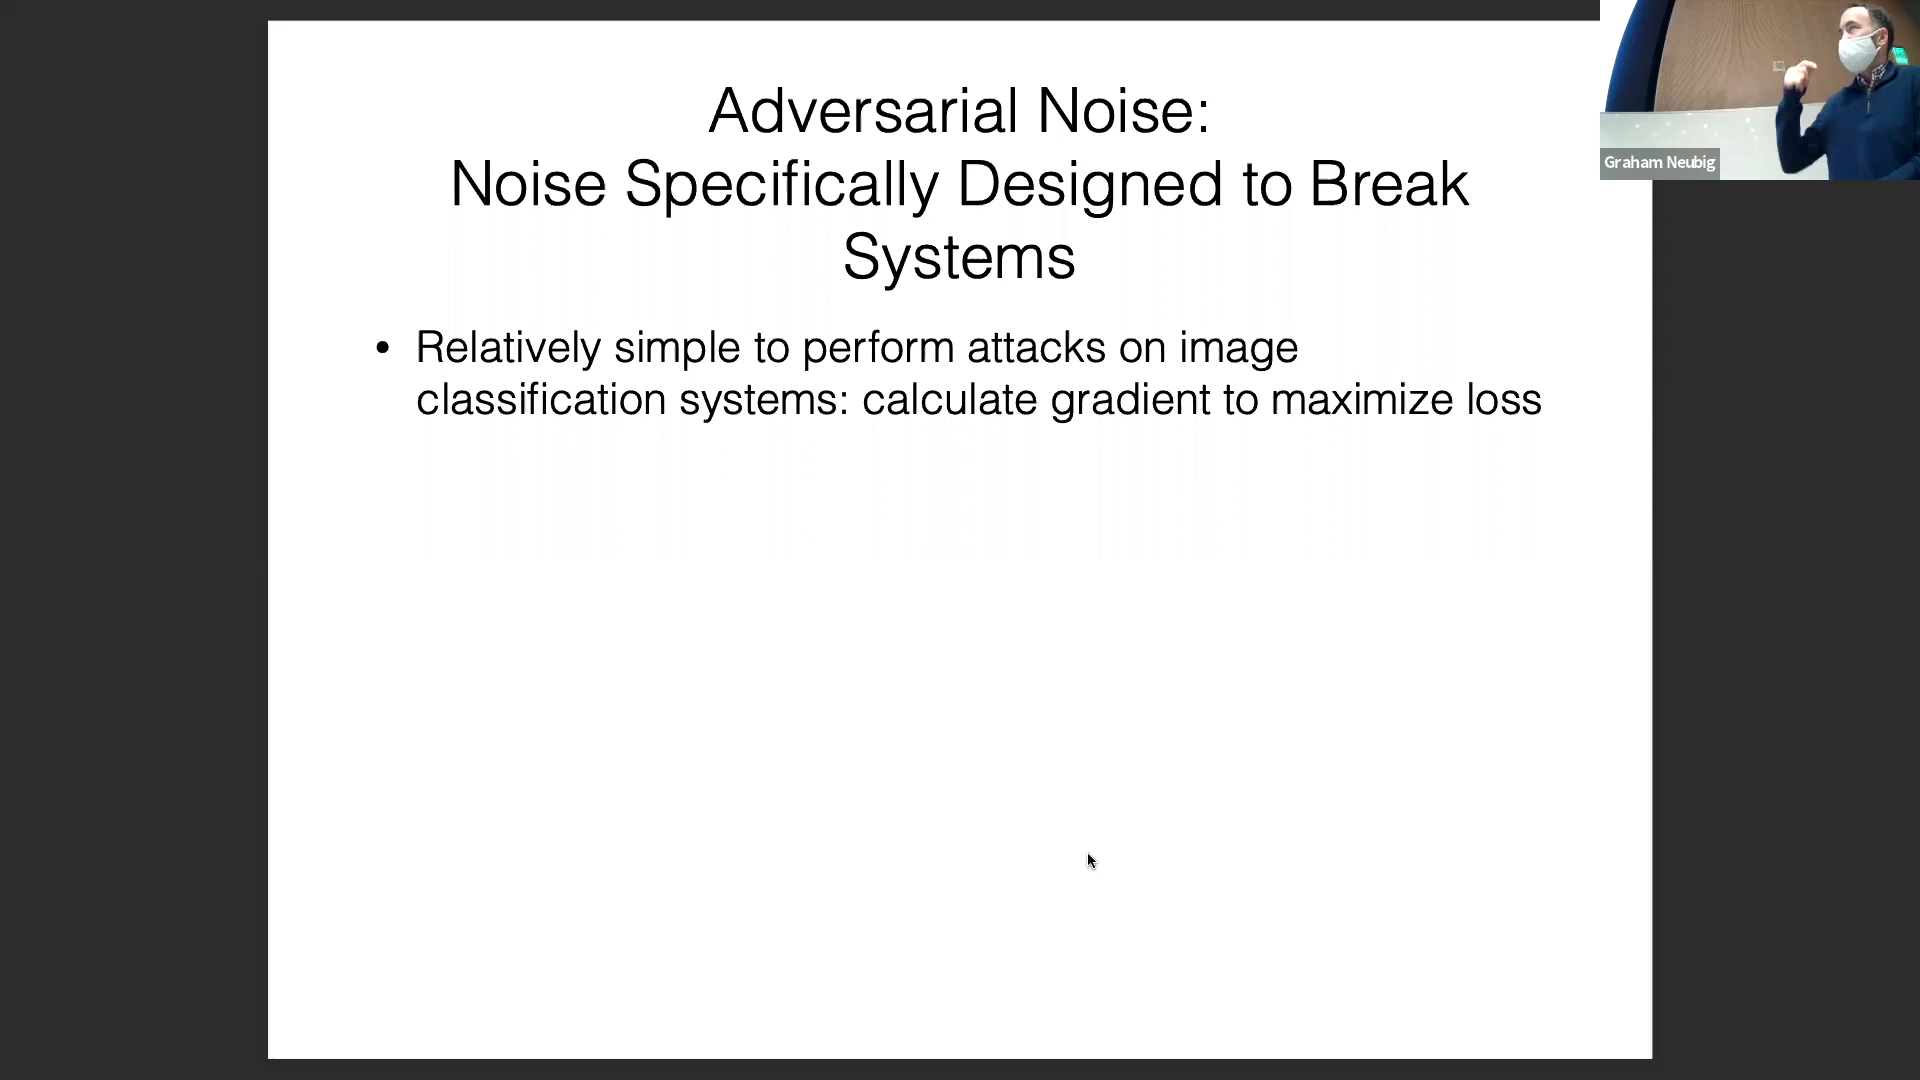 Adversarial Noise:
Noise Specifically Designed to Break
Systems
• Relatively simple to perform attacks on image
classification systems: calculate gradient to maximize loss
Graham Neubig